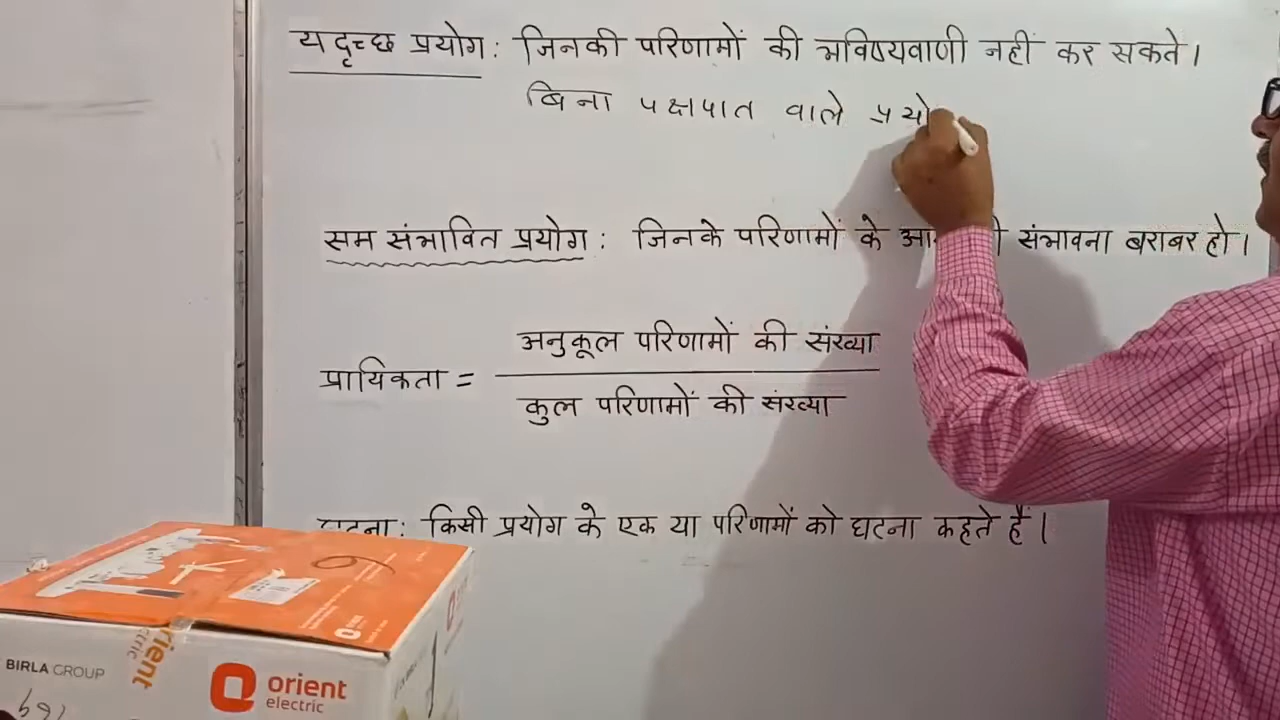 यदृच्छ प्रयोग : जिनकी परिणामों की भविष्यवाणी नहीं कर सकते।
बिना पक्षपात वाले प्रयो
सम संभावित प्रयोग : जिनके परिणामों के संभावना बराबर हो।
अनुकूल परिणामों की संख्या
प्रायिकता =
कुल परिणामों की संख्या
घटना : किसी प्रयोग के एक या परिणामों को घटना कहते हैं।
BIRLA GROUP
orient
electric